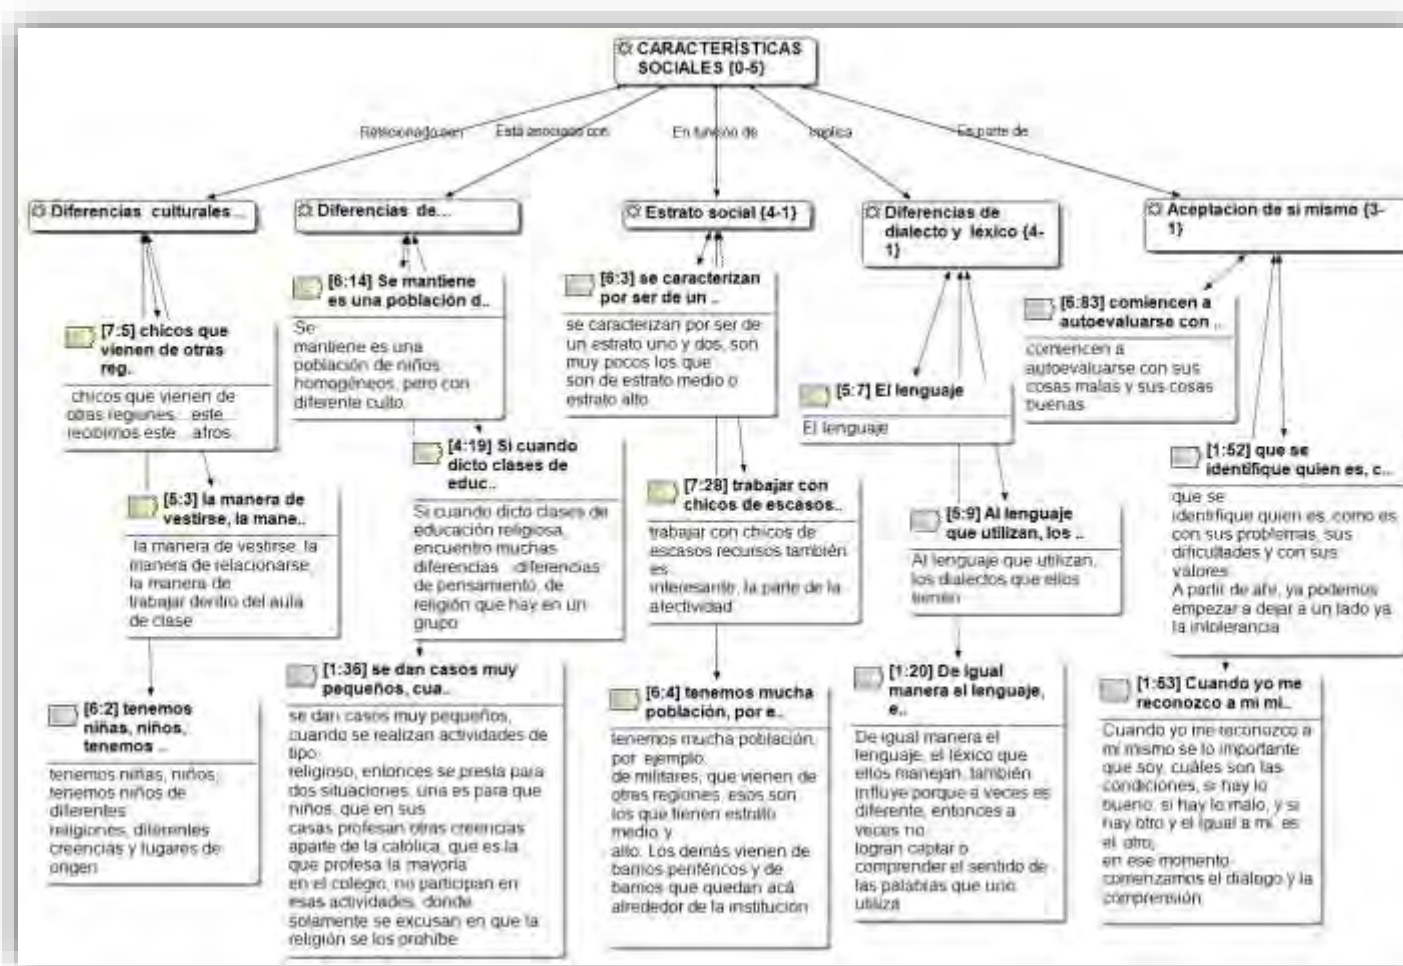 CARACTERÍSTICAS
SOCIALES {0-5}
Relacionado con
Está asociado con
En función de
Implica
Es parte de
Diferencias culturales...
Diferencias de...
Estrato social {4-1}
Diferencias de
dialecto y léxico {4-
1}
Aceptacion de si mismo {3-
1}
[7:5] chicos que
vienen de otras
reg.
chicos que vienen de
otras regiones este
recibimos este
[5:3] la manera de
vestirse, la mane..
la manera de vestirse, la
manera de relacionarse,
la manera de
trabajar dentro del aula
de clase
[6:2] tenemos
niñas, niños,
tenemos ..
tenemos niñas, niños,
tenemos niños de
diferentes
religiones, diferentes
creencias y lugares de
origen
[6:14] Se mantiene
es una población d..
Se
mantiene es una
población de niños
homogéneos, pero con
diferente culto
[4:19] Si cuando
dicto clases de
educ..
Si cuando dicto clases de
educación religiosa,
encuentro muchas
diferencias diferencias
de pensamiento, de
religión que hay en un
grupo
[1:36] se dan casos muy
pequeños, cua..
se dan casos muy pequeños,
cuando se realizan actividades de
tipo
religioso, entonces se presta para
dos situaciones, una es para que
niños, que en sus
casas profesan otras creencias
aparte de la católica, que es la
que profesa la mayoría
en el colegio, no participan en
esas actividades, donde
solamente se excusan en que la
religión se los prohíbe
[6:3] se caracterizan
por ser de un ..
se caracterizan por ser de
un estrato uno y dos, son
muy pocos los que
son de estrato medio o
estrato alto
[7:28] trabajar con
chicos de escasos..
trabajar con chicos de
escasos recursos también
es
interesante, la parte de la
afectividad
[6:4] tenemos mucha
población, por e..
tenemos mucha población,
por ejemplo
de militares, que vienen de
otras regiones, esos son
los que tienen estrato
medio y
alto. Los demás vienen de
barrios periféricos y de
barrios que quedan acá
alrededor de la institución
[5:7] El lenguaje
El lenguaje
[5:9] Al lenguaje
que utilizan, los ..
Al lenguaje que utilizan,
los dialectos que ellos
tienen
[1:20] De igual
manera el lenguaje,
e..
De igual manera el
lenguaje, el léxico que
ellos manejan, también
influye porque a veces es
diferente, entonces a
veces no
logran captar o
comprender el sentido de
las palabras que uno
utiliza
[6:83] comiencen a
autoevaluarse con ..
comiencen a
autoevaluarse con sus
cosas malas y sus cosas
buenas
[1:52] que se
identifique quien es, c..
que se
identifique quien es, como es
con sus problemas, sus
dificultades y con sus
valores
A partir de ahí, ya podemos
empezar a dejar a un lado ya
la intolerancia
[1:53] Cuando yo me
reconozco a mi mi..
Cuando yo me reconozco a
mí mismo se lo importante
que soy, cuáles son las
condiciones, si hay lo
bueno, si hay lo malo, y si
hay otro y el igual a mí, es
el otro,
en ese momento
comenzamos el diálogo y la
comprensión